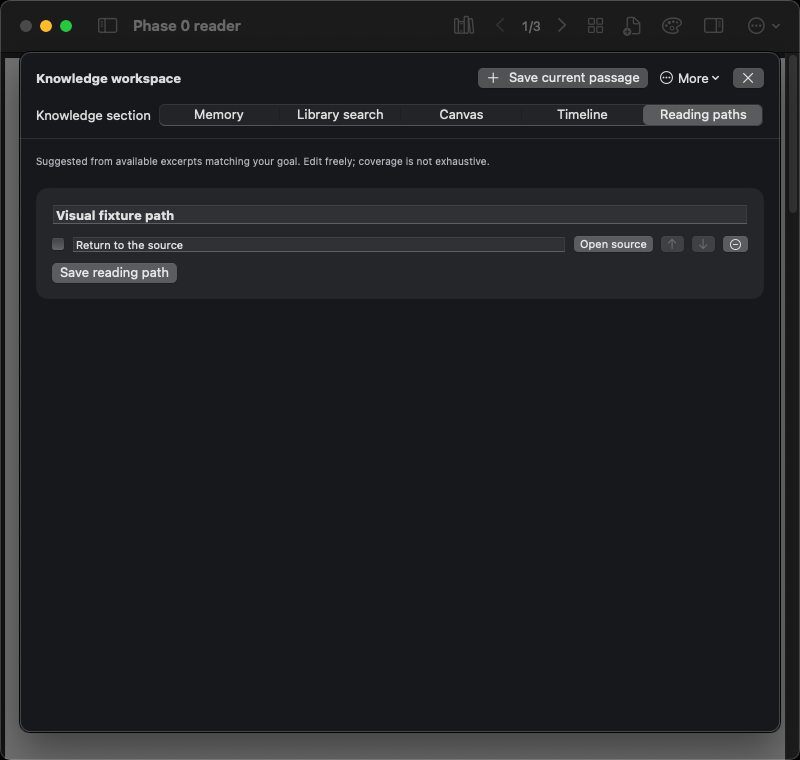 Phase 0 reader
1/3
Knowledge workspace
Save current passage
More
Knowledge section
Memory
Library search
Canvas
Timeline
Reading paths
Suggested from available excerpts matching your goal. Edit freely; coverage is not exhaustive.
Visual fixture path
Return to the source
Open source
Save reading path